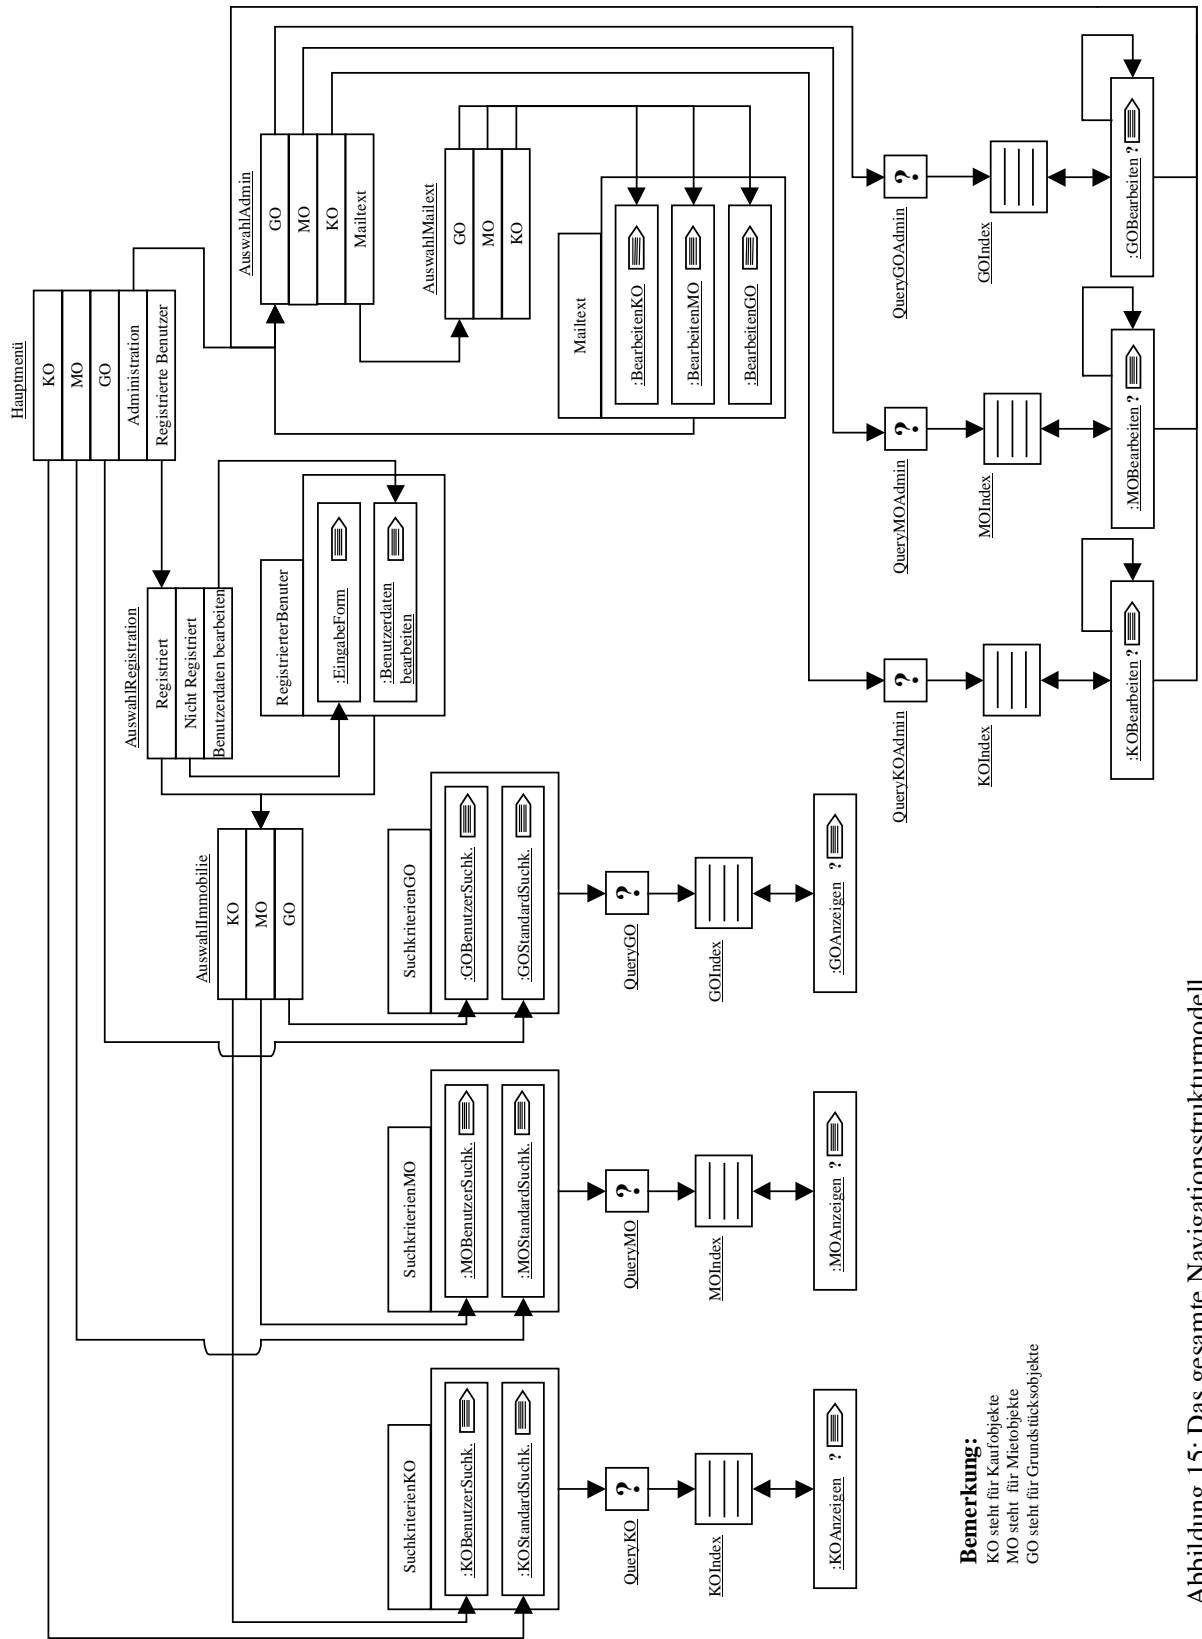 Hauptmenü
KO
MO
GO
Administration
Registrierte Benutzer
AuswahlRegistration
Registriert
Nicht Registriert
Benutzerdaten bearbeiten
AuswahlImmobilie
KO
MO
GO
RegistrierterBenuter
:EingabeForm
:Benutzerdaten
bearbeiten
AuswahlAdmin
GO
MO
KO
Mailtext
AuswahlMailext
GO
MO
KO
Mailtext
:BearbeitenKO
:BearbeitenMO
:BearbeitenGO
SuchkriterienKO
:KOBenutzerSuchk.
:KOStandardSuchk.
QueryKO
?
KOIndex
:KOAnzeigen ?
SuchkriterienMO
:MOBenutzerSuchk.
:MOStandardSuchk.
QueryMO
?
MOIndex
:MOAnzeigen ?
SuchkriterienGO
:GOBenutzerSuchk.
:GOStandardSuchk.
QueryGO
?
GOIndex
:GOAnzeigen ?
QueryKOAdmin
?
KOIndex
:KOBearbeiten ?
QueryMOAdmin
?
MOIndex
:MOBearbeiten ?
QueryGOAdmin
?
GOIndex
:GOBearbeiten ?
Bemerkung:
KO steht für Kaufobjekte
MO steht für Mietobjekte
GO steht für Grundstücksobjekte
Abbildung 15: Das gesamte Navigationsstrukturmodell